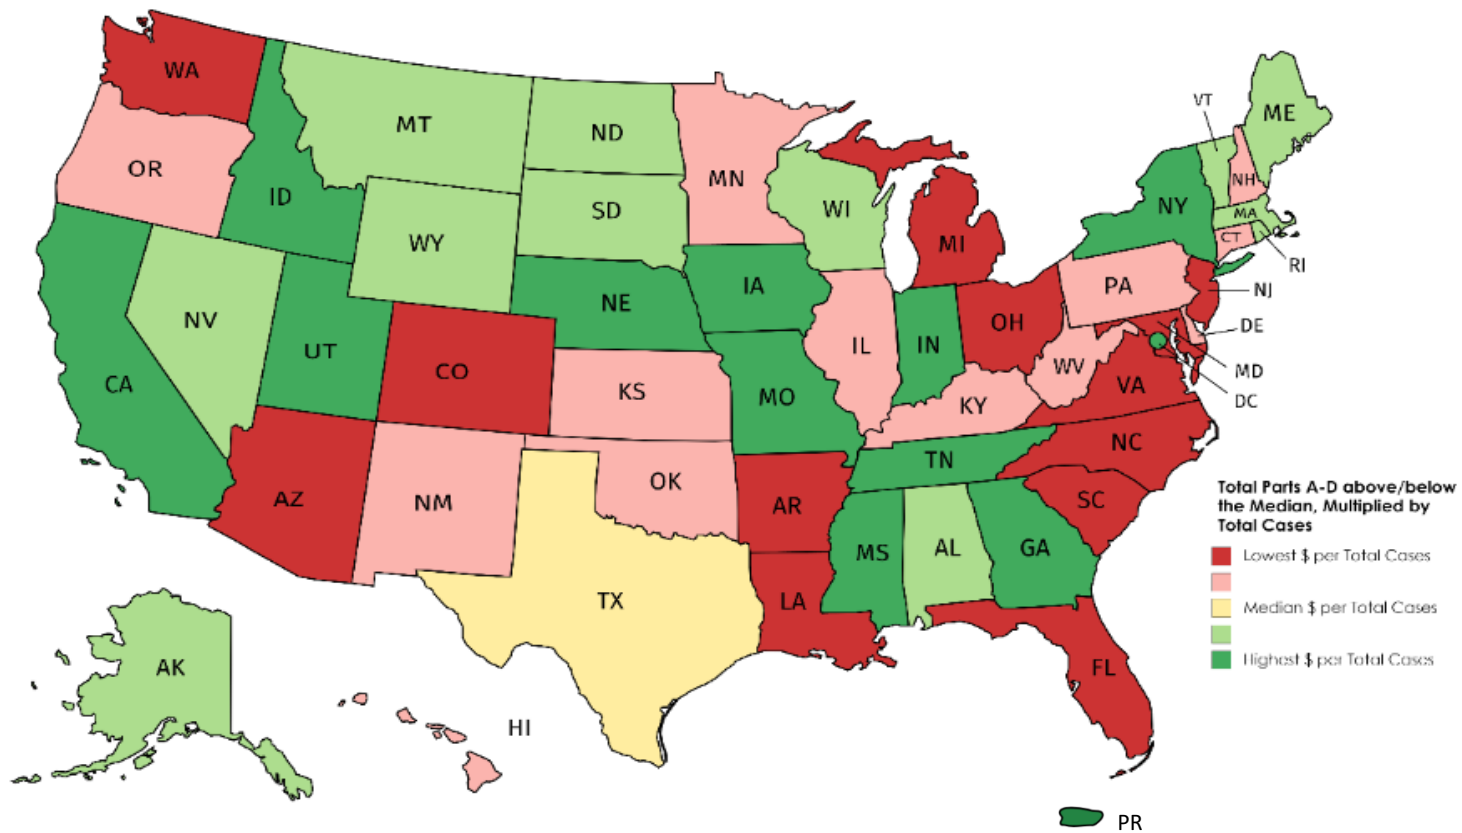 WA
OR
ID
MT
WY
ND
SD
MN
WI
MI
VT
ME
NH
MA
CT
RI
NY
NJ
PA
DE
MD
DC
CA
NV
UT
CO
NE
IA
KS
MO
IL
IN
OH
WV
VA
KY
NC
TN
SC
AZ
NM
OK
AR
TX
LA
MS
AL
GA
FL
AK
HI
PR
Total Parts A-D above/below
the Median, Multiplied by
Total Cases
Lowest $ per Total Cases
Median $ per Total Cases
Highest $ per Total Cases